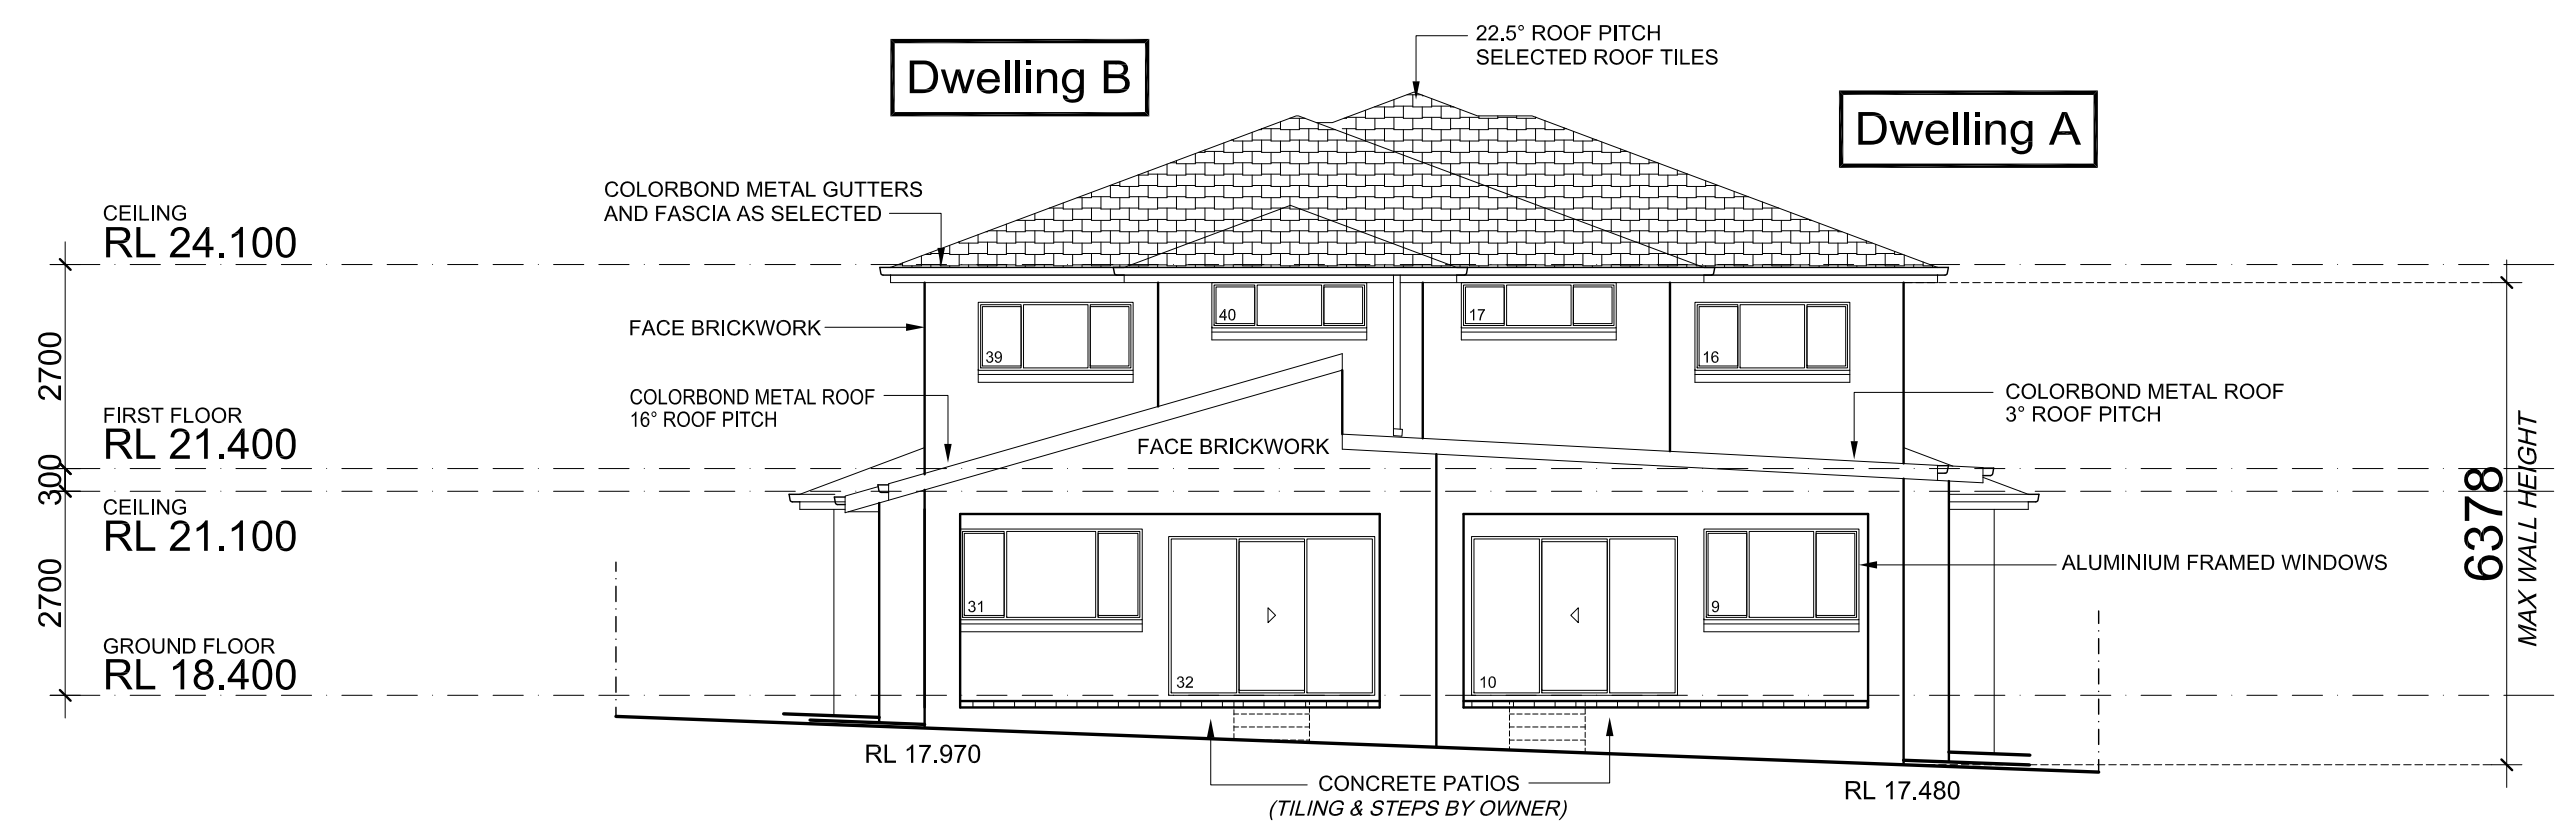 22.5° ROOF PITCH
SELECTED ROOF TILES
Dwelling B
Dwelling A
COLORBOND METAL GUTTERS
AND FASCIA AS SELECTED
CEILING
RL 24.100
FACE BRICKWORK
39
40
17
16
2700
COLORBOND METAL ROOF
16° ROOF PITCH
COLORBOND METAL ROOF
3° ROOF PITCH
FIRST FLOOR
RL 21.400
FACE BRICKWORK
300
CEILING
RL 21.100
6378
MAX WALL HEIGHT
ALUMINIUM FRAMED WINDOWS
2700
31
32
10
9
GROUND FLOOR
RL 18.400
RL 17.970
RL 17.480
CONCRETE PATIOS
(TILING & STEPS BY OWNER)